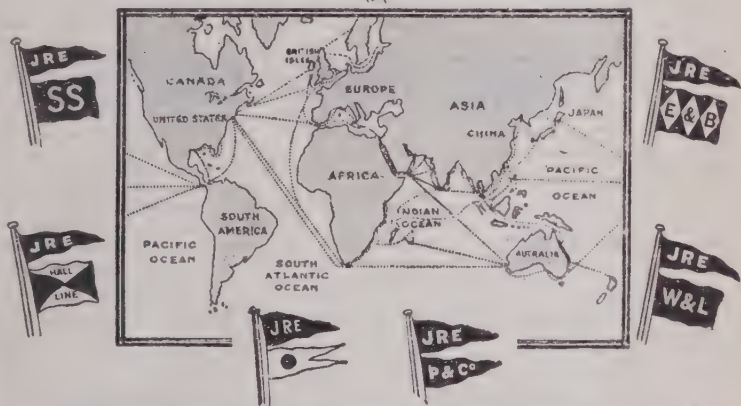 JRE
SS
JRE
HALL
LINE
BRITISH
ISLES
CANADA
EUROPE
ASIA
UNITED STATES
CHINA
JAPAN
AFRICA
PACIFIC
OCEAN
SOUTH
AMERICA
INDIAN
OCEAN
PACIFIC
OCEAN
SOUTH
ATLANTIC
OCEAN
AUSTRALIA
JRE
E & B
JRE
W&L
JRE
JRE
P & Co